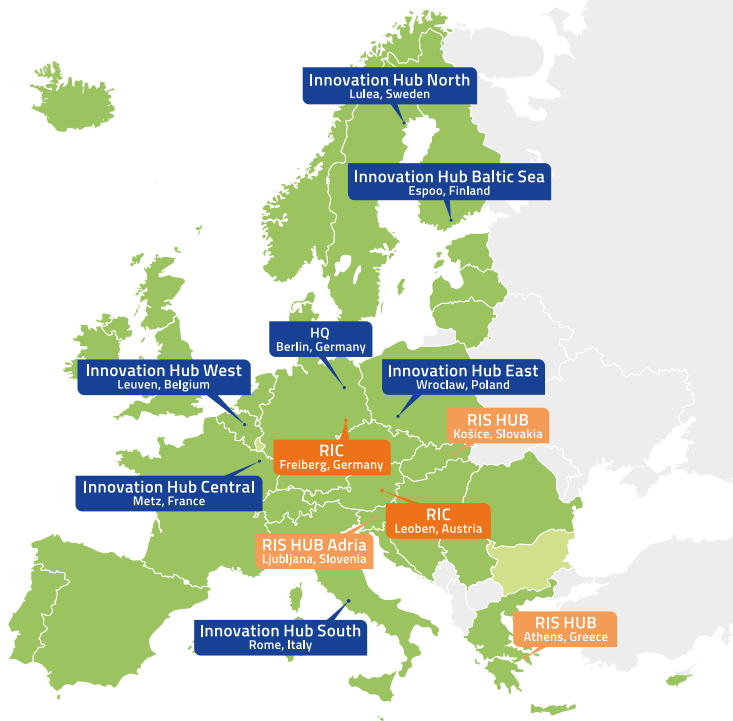 Innovation Hub North
Lulea, Sweden
Innovation Hub Baltic Sea
Espoo, Finland
HQ
Berlin, Germany
Innovation Hub West
Leuven, Belgium
Innovation Hub East
Wroclaw, Poland
RIS HUB
Košice, Slovakia
RIC
Freiberg, Germany
Innovation Hub Central
Metz, France
RIC
Leoben, Austria
RIS HUB Adria
Ljubljana, Slovenia
Innovation Hub South
Rome, Italy
RIS HUB
Athens, Greece